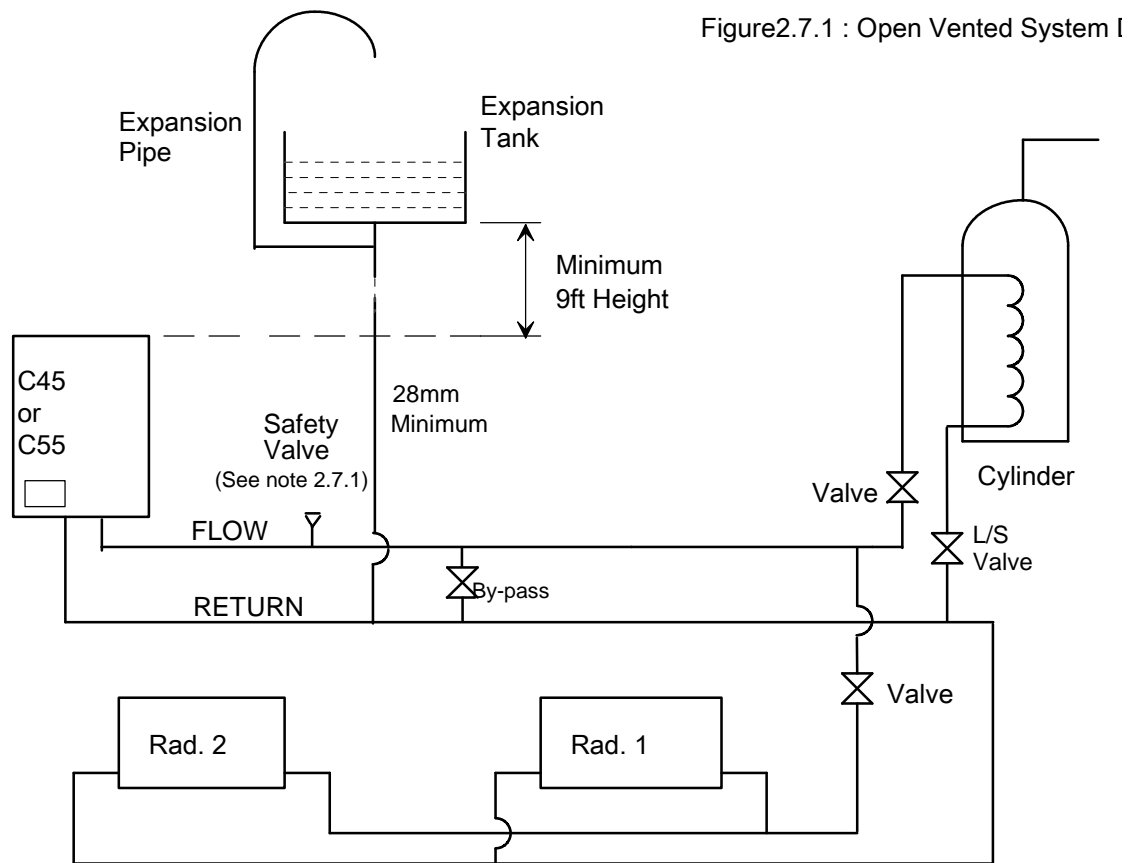 Figure2.7.1 : Open Vented System D
Expansion
Pipe
Expansion
Tank
Minimum
9ft Height
C45
or
C55
28mm
Minimum
Safety
Valve
(See note 2.7.1)
FLOW
By-pass
RETURN
Valve
Cylinder
L/S
Valve
Valve
Rad. 2
Rad. 1